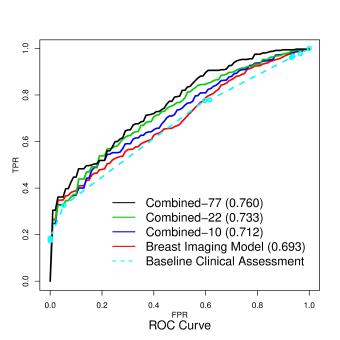 1.0
0.8
0.6
0.4
0.2
0.0
TPR
Combined−77 (0.760)
Combined−22 (0.733)
Combined−10 (0.712)
Breast Imaging Model (0.693)
Baseline Clinical Assessment
0.0 0.2 0.4 0.6 0.8 1.0
FPR
ROC Curve